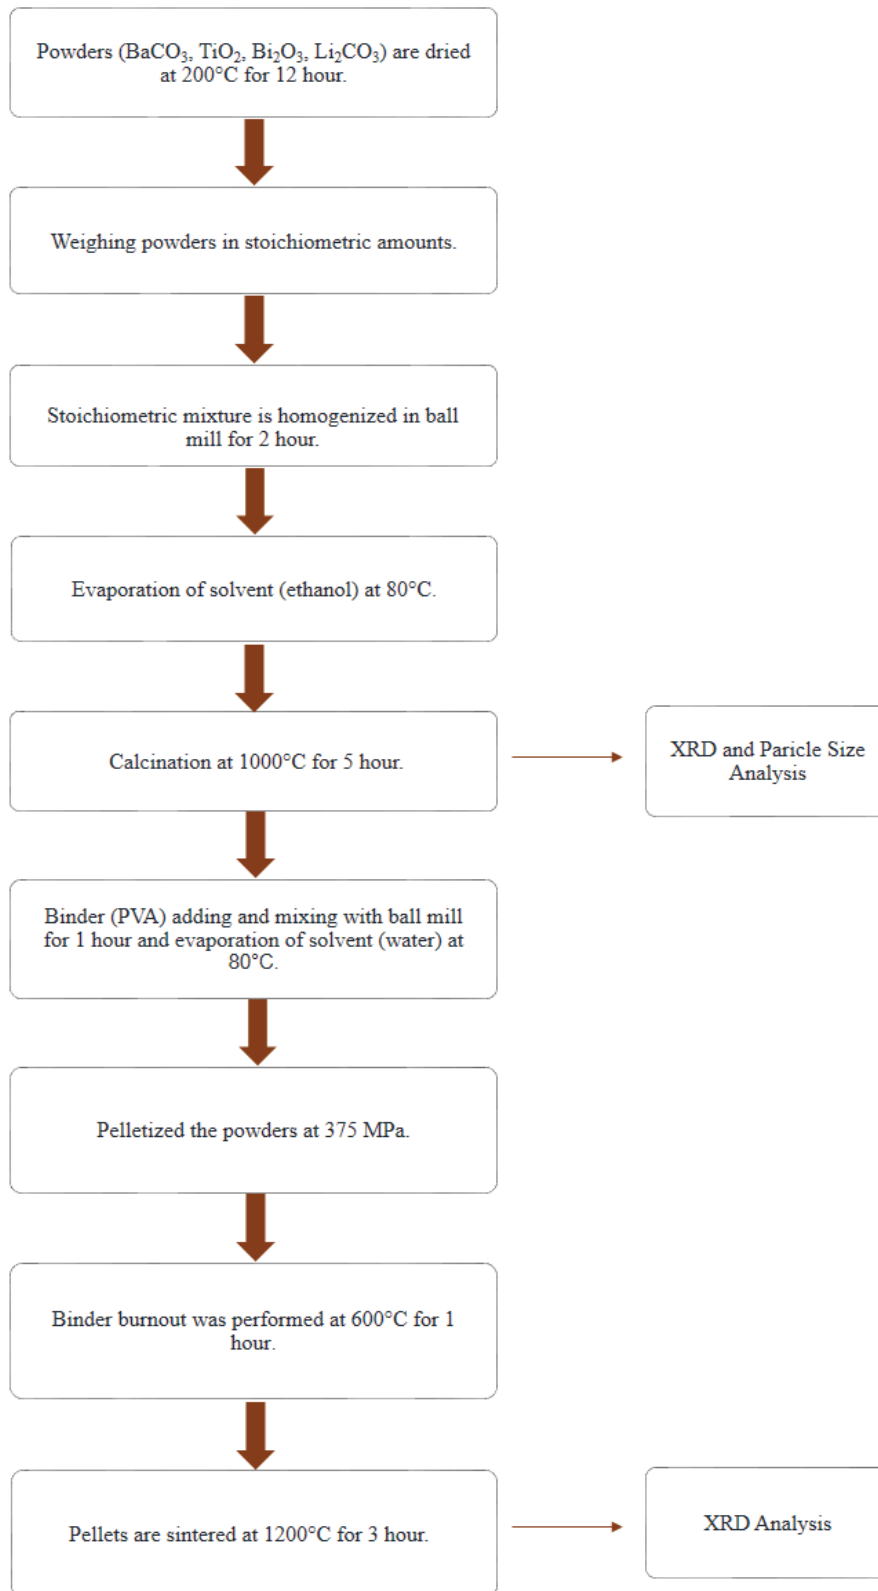 Powders (BaCO₃, TiO₂, Bi₂O₃, Li₂CO₃) are dried
at 200°C for 12 hour.
Weighing powders in stoichiometric amounts.
Stoichiometric mixture is homogenized in ball
mill for 2 hour.
Evaporation of solvent (ethanol) at 80°C.
Calcination at 1000°C for 5 hour.
XRD and Paricle Size
Analysis
Binder (PVA) adding and mixing with ball mill
for 1 hour and evaporation of solvent (water) at
80°C.
Pelletized the powders at 375 MPa.
Binder burnout was performed at 600°C for 1
hour.
Pellets are sintered at 1200°C for 3 hour.
XRD Analysis